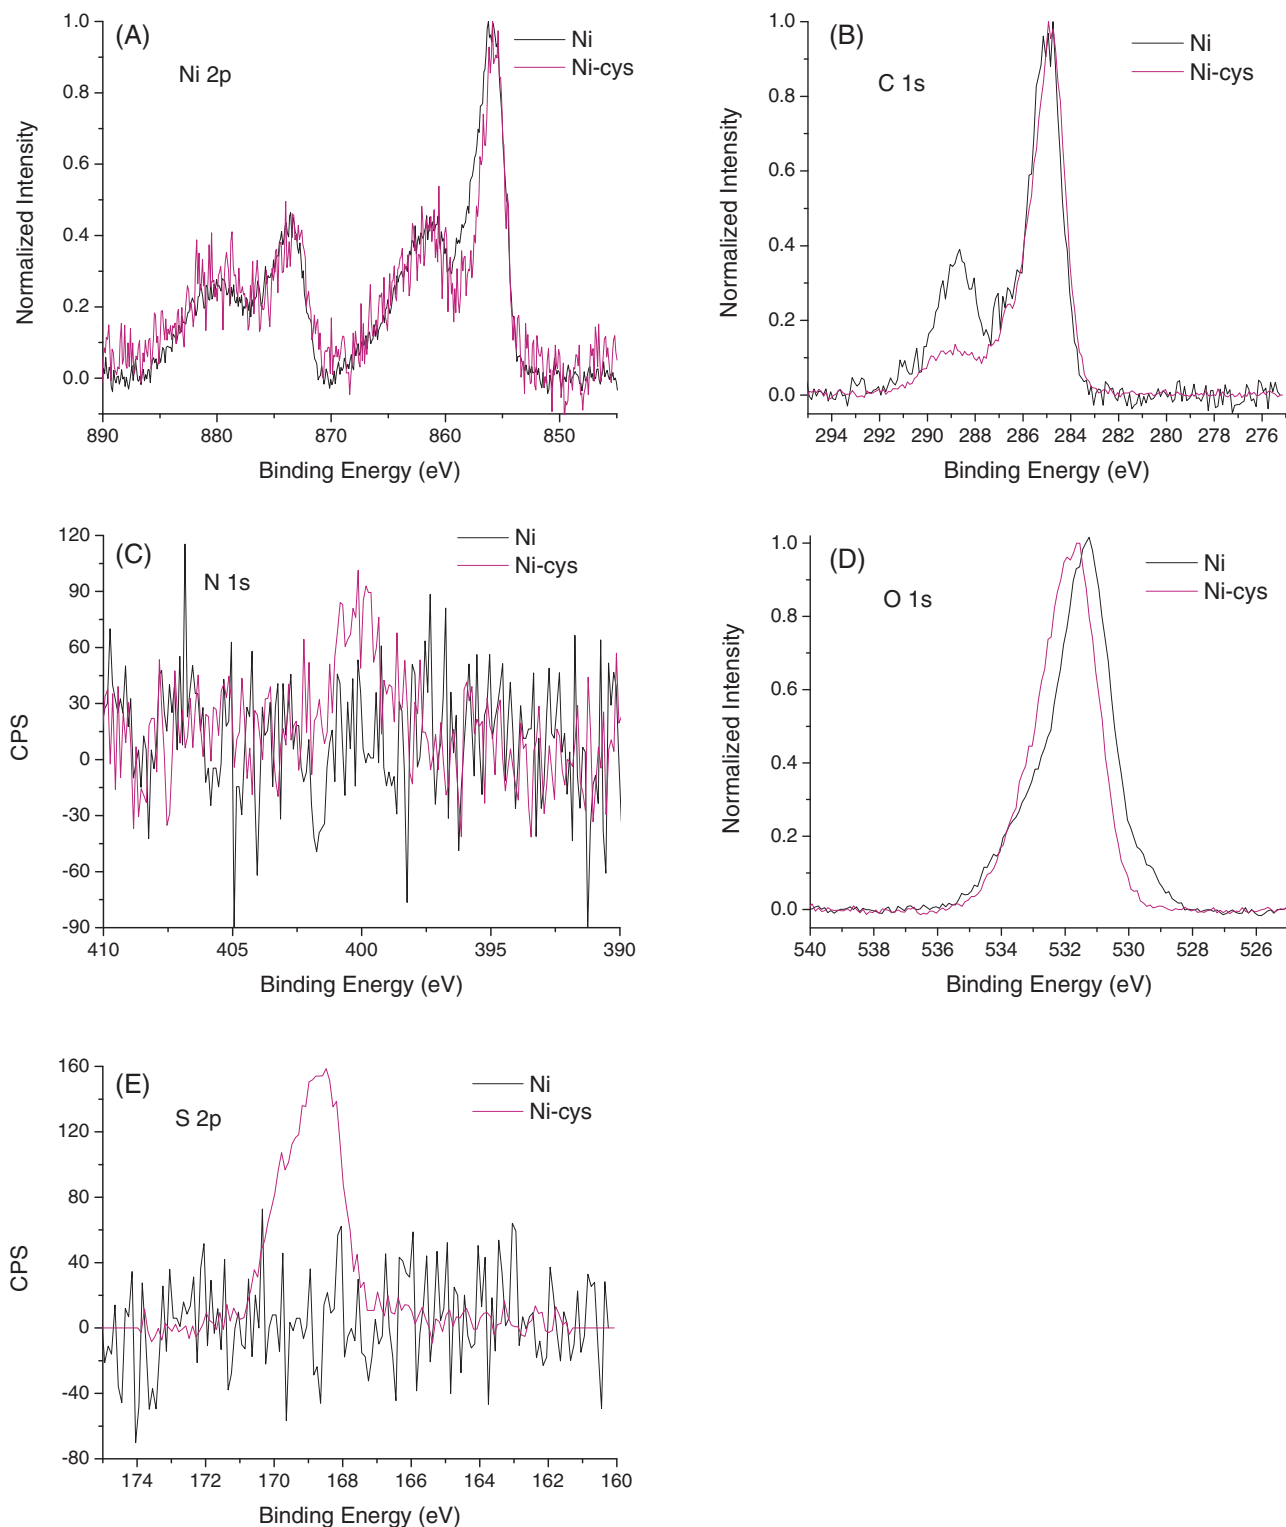 (A)
Ni 2p
Ni
Ni-cys
1.0
0.8
0.6
0.4
0.2
0.0
Normalized Intensity
890 880 870 860 850
Binding Energy (eV)
(B)
C 1s
Ni
Ni-cys
1.0
0.8
0.6
0.4
0.2
0.0
Normalized Intensity
294 292 290 288 286 284 282 280 278 276
Binding Energy (eV)
(C)
N 1s
Ni
Ni-cys
120
90
60
30
0
-30
-60
-90
CPS
410 405 400 395 390
Binding Energy (eV)
(D)
O 1s
Ni
Ni-cys
1.0
0.8
0.6
0.4
0.2
0.0
Normalized Intensity
540 538 536 534 532 530 528 526
Binding Energy (eV)
(E)
S 2p
Ni
Ni-cys
160
120
80
40
0
-40
-80
CPS
174 172 170 168 166 164 162 160
Binding Energy (eV)